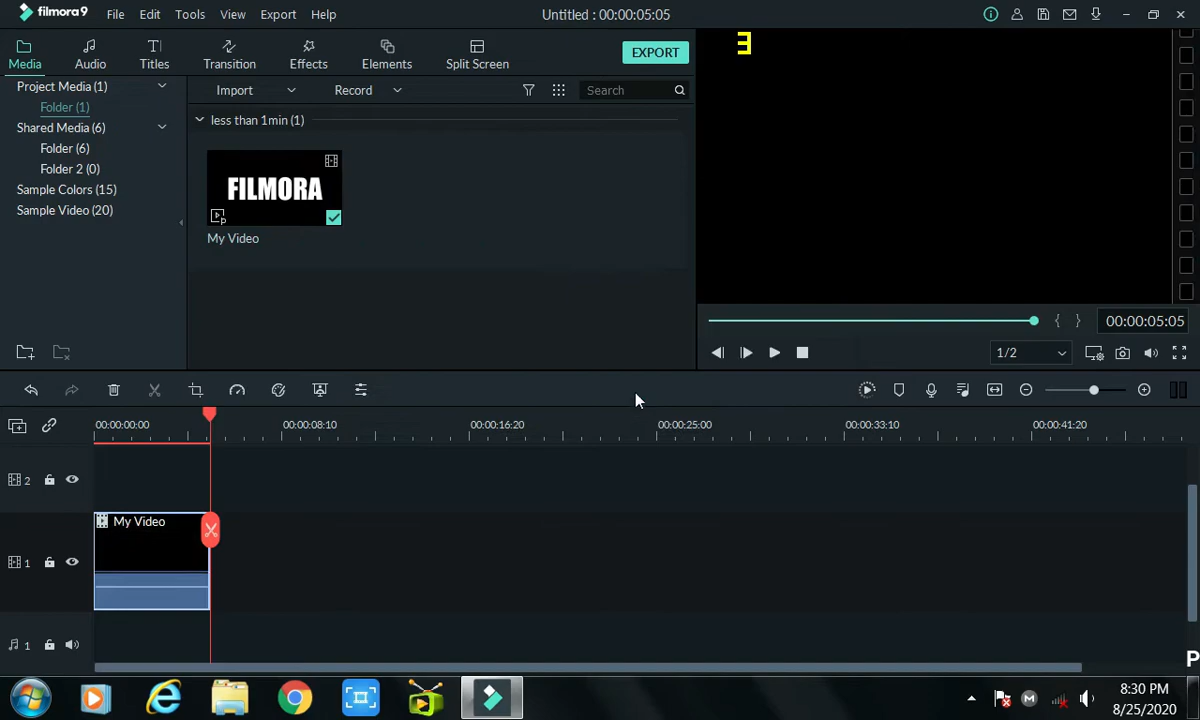 filmora9 File Edit Tools View Export Help Untitled : 00:00:05:05
3
Media Audio Titles Transition Effects Elements Split Screen EXPORT
Project Media (1) Import Record Search
Folder (1)
less than 1min (1)
Shared Media (6)
Folder (6)
Folder 2 (0)
Sample Colors (15)
Sample Video (20)
FILMORA
My Video
00:00:05:05
1/2
00:00:00:00 00:00:08:10 00:00:16:20 00:00:25:00 00:00:33:10 00:00:41:20
2
My Video
1
1
P
M
8:30 PM
8/25/2020